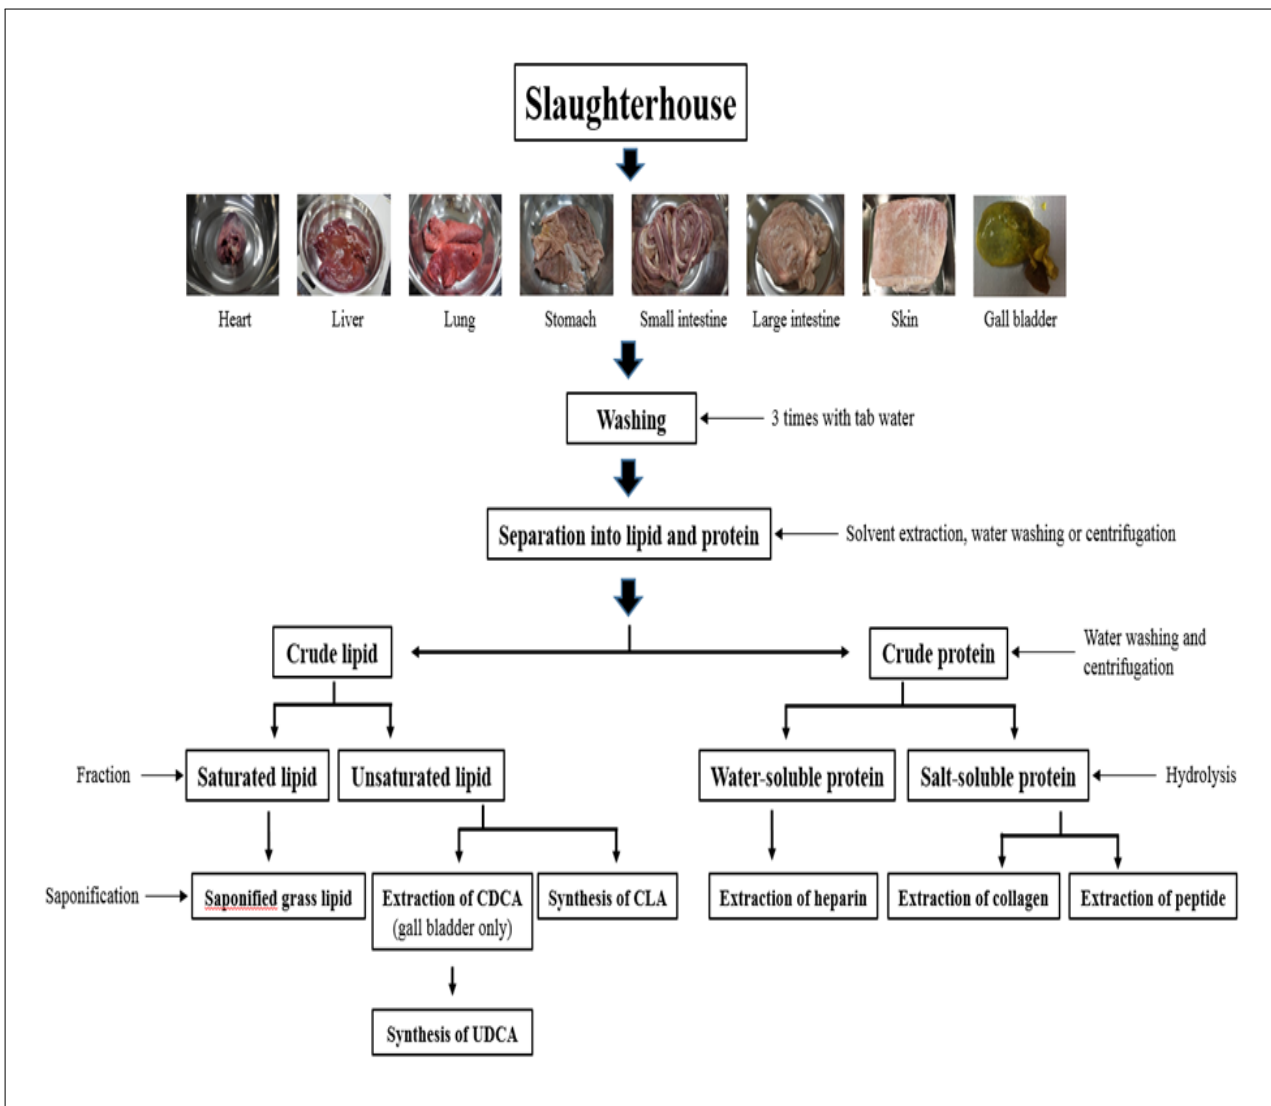 Slaughterhouse
Heart
Liver
Lung
Stomach
Small intestine
Large intestine
Skin
Gall bladder
Washing
3 times with tab water
Separation into lipid and protein
Solvent extraction, water washing or centrifugation
Crude lipid
Crude protein
Water washing and
centrifugation
Fraction
Saturated lipid
Unsaturated lipid
Water-soluble protein
Salt-soluble protein
Hydrolysis
Saponification
Saponified grass lipid
Extraction of CDCA
(gall bladder only)
Synthesis of CLA
Extraction of heparin
Extraction of collagen
Extraction of peptide
Synthesis of UDCA